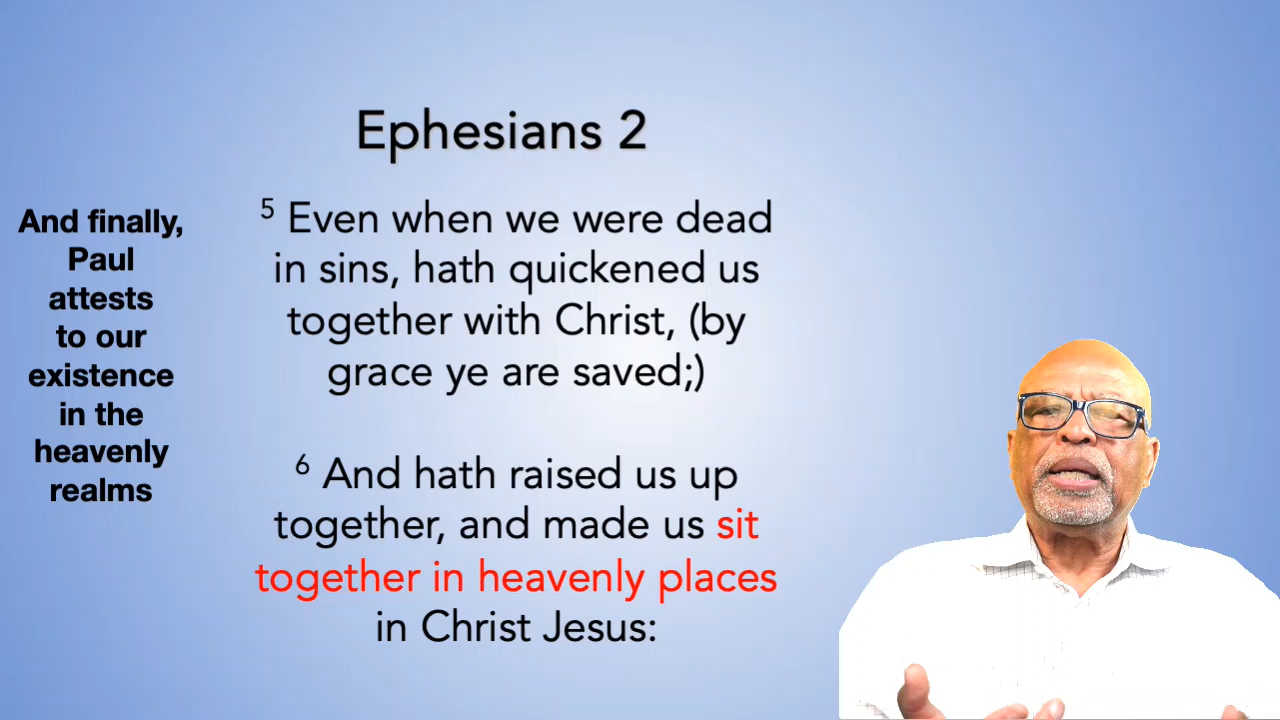 Ephesians 2
And finally,
Paul
attests
to our
existence
in the
heavenly
realms
5 Even when we were dead
in sins, hath quickened us
together with Christ, (by
grace ye are saved;)
6 And hath raised us up
together, and made us sit
together in heavenly places
in Christ Jesus: